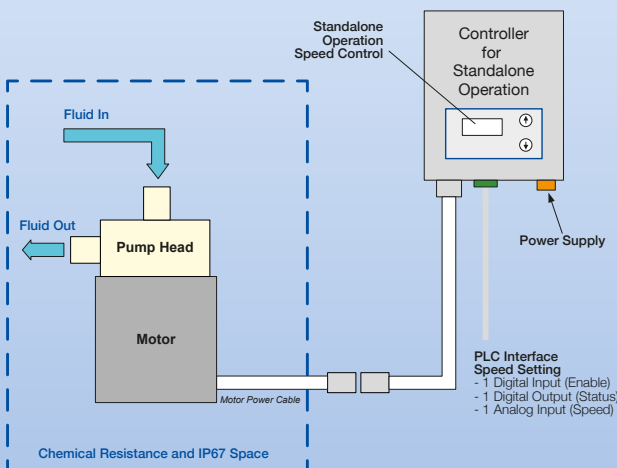 Standalone
Operation
Speed Control
Controller
for
Standalone
Operation
Fluid In
Fluid Out
Pump Head
Power Supply
Motor
PLC Interface
Speed Setting
- 1 Digital Input (Enable)
- 1 Digital Output (Status)
- 1 Analog Input (Speed)
Motor Power Cable
Chemical Resistance and IP67 Space